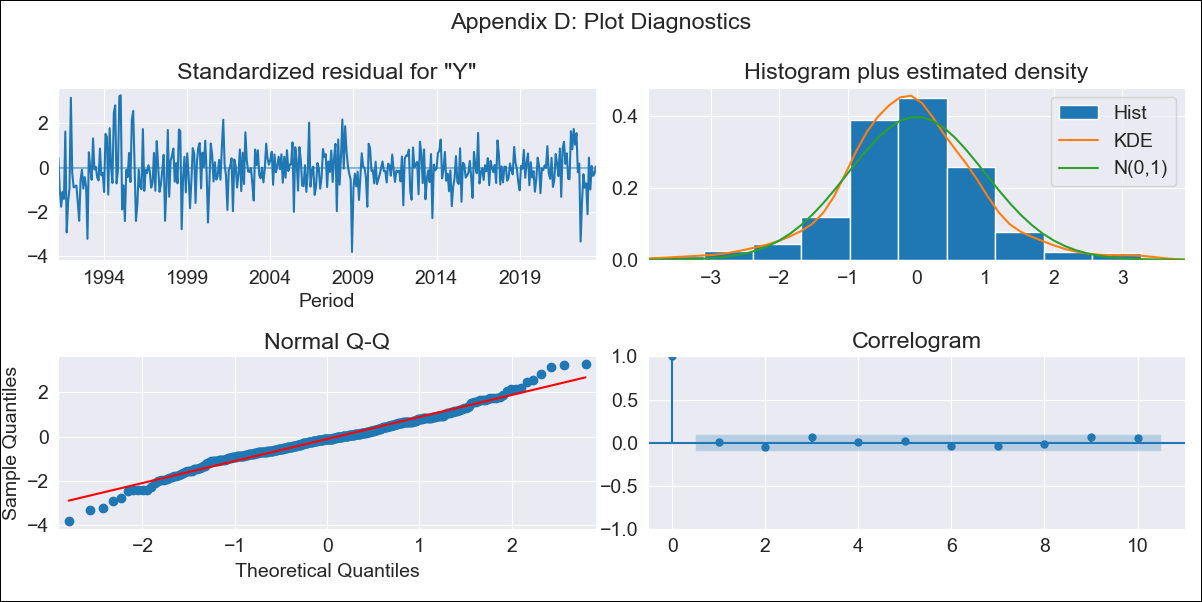 Appendix D: Plot Diagnostics
Standardized residual for "Y"
2
0
−2
−4
1994 1999 2004 2009 2014 2019
Period
Histogram plus estimated density
0.4
0.2
0.0
Hist
KDE
N(0,1)
−3 −2 −1 0 1 2 3
Normal Q-Q
Sample Quantiles
2
0
−2
−4
−2 −1 0 1 2
Theoretical Quantiles
Correlogram
1.0
0.5
0.0
−0.5
−1.0
0 2 4 6 8 10